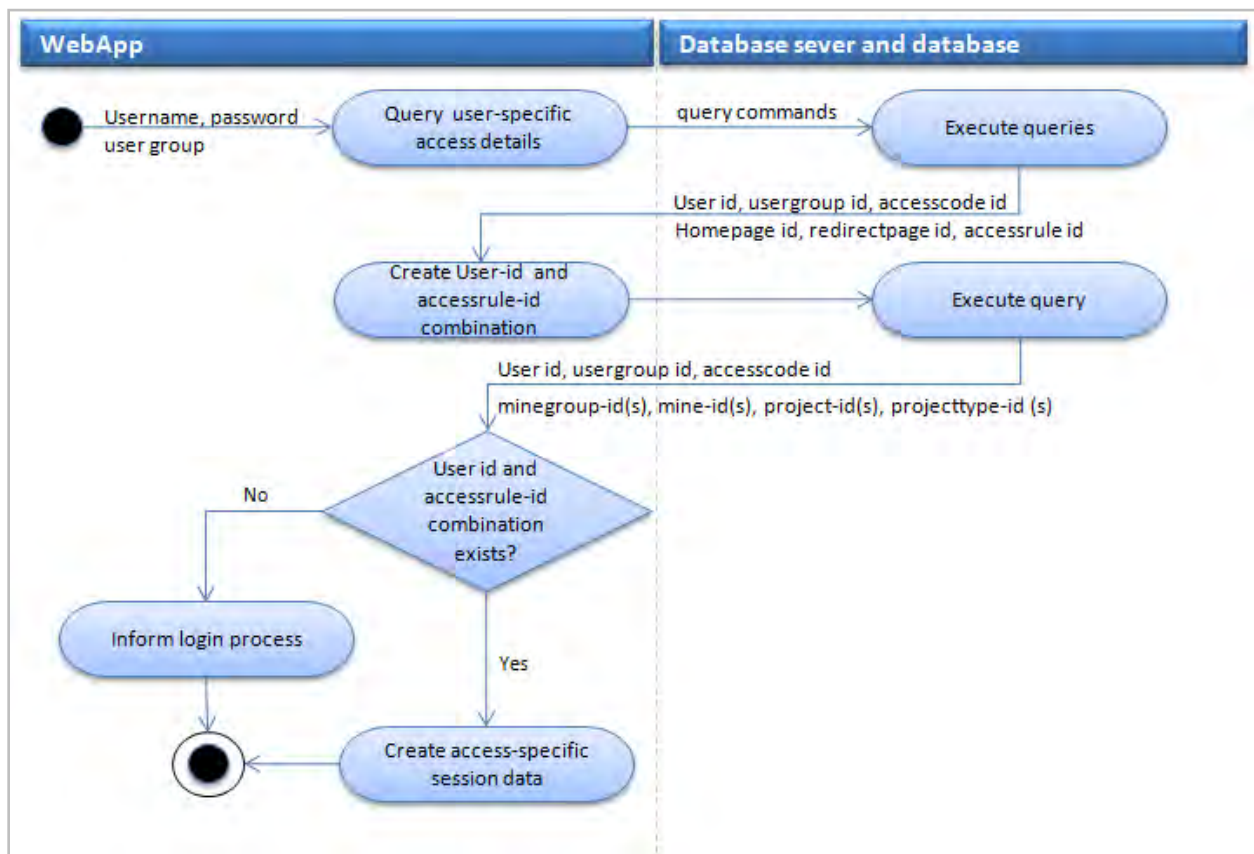 WebApp
Database sever and database
Username, password
user group
Query user-specific
access details
query commands
Execute queries
User id, usergroup id, accesscode id
Homepage id, redirectpage id, accessrule id
Create User-id and
accessrule-id
combination
Execute query
User id, usergroup id, accesscode id
minegroup-id(s), mine-id(s), project-id(s), projecttype-id (s)
User id and
accessrule-id
combination
exists?
No
Inform login process
Yes
Create access-specific
session data